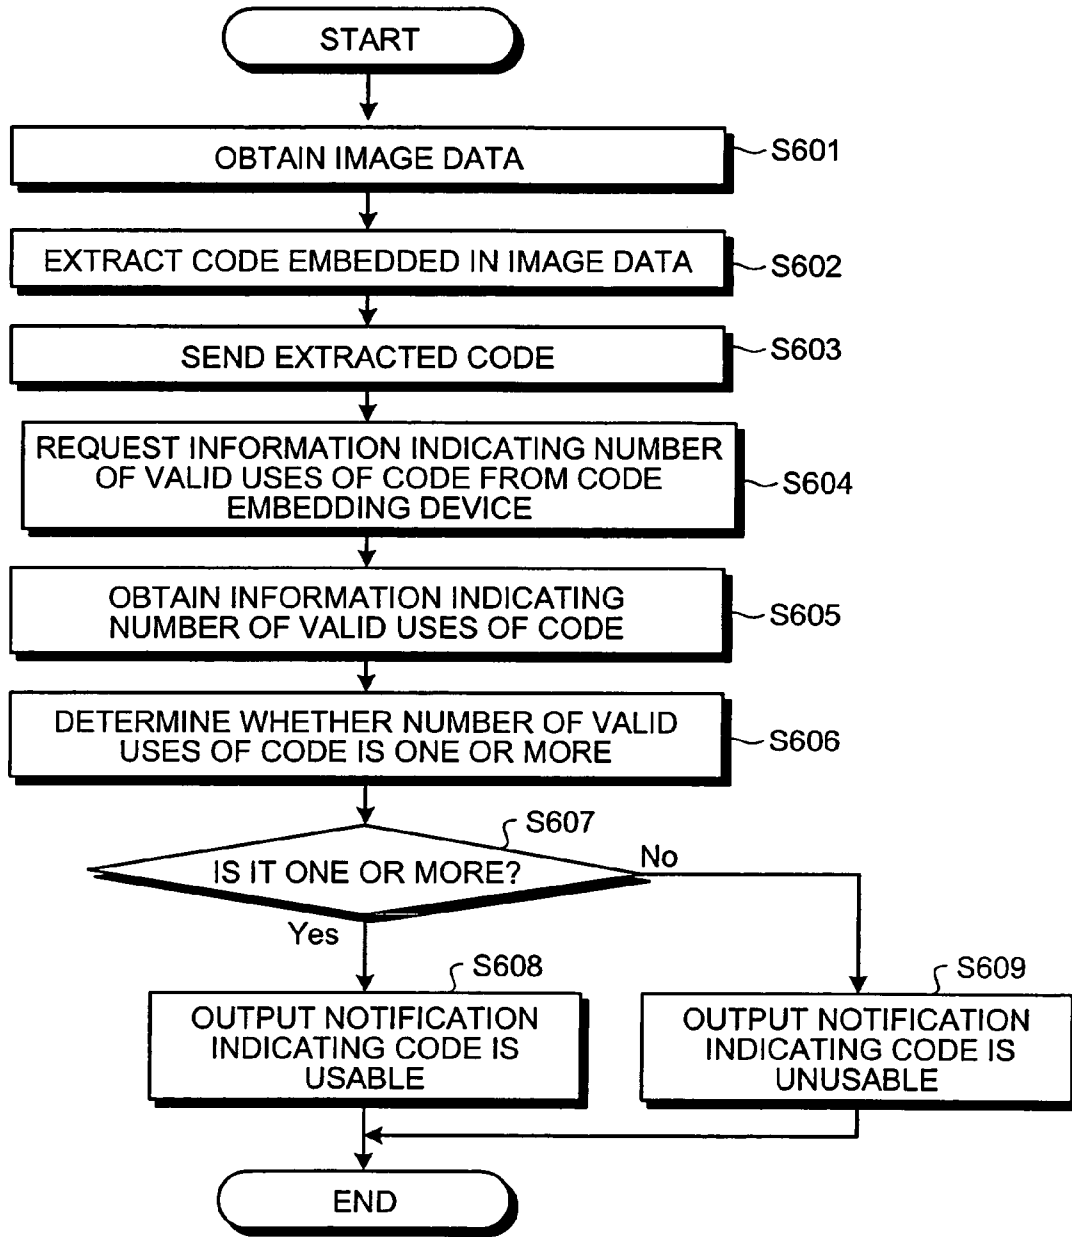 START
OBTAIN IMAGE DATA
S601
EXTRACT CODE EMBEDDED IN IMAGE DATA
S602
SEND EXTRACTED CODE
S603
REQUEST INFORMATION INDICATING NUMBER
OF VALID USES OF CODE FROM CODE
EMBEDDING DEVICE
S604
OBTAIN INFORMATION INDICATING
NUMBER OF VALID USES OF CODE
S605
DETERMINE WHETHER NUMBER OF VALID
USES OF CODE IS ONE OR MORE
S606
S607
IS IT ONE OR MORE?
No
Yes
S608
OUTPUT NOTIFICATION
INDICATING CODE IS
USABLE
S609
OUTPUT NOTIFICATION
INDICATING CODE IS
UNUSABLE
END